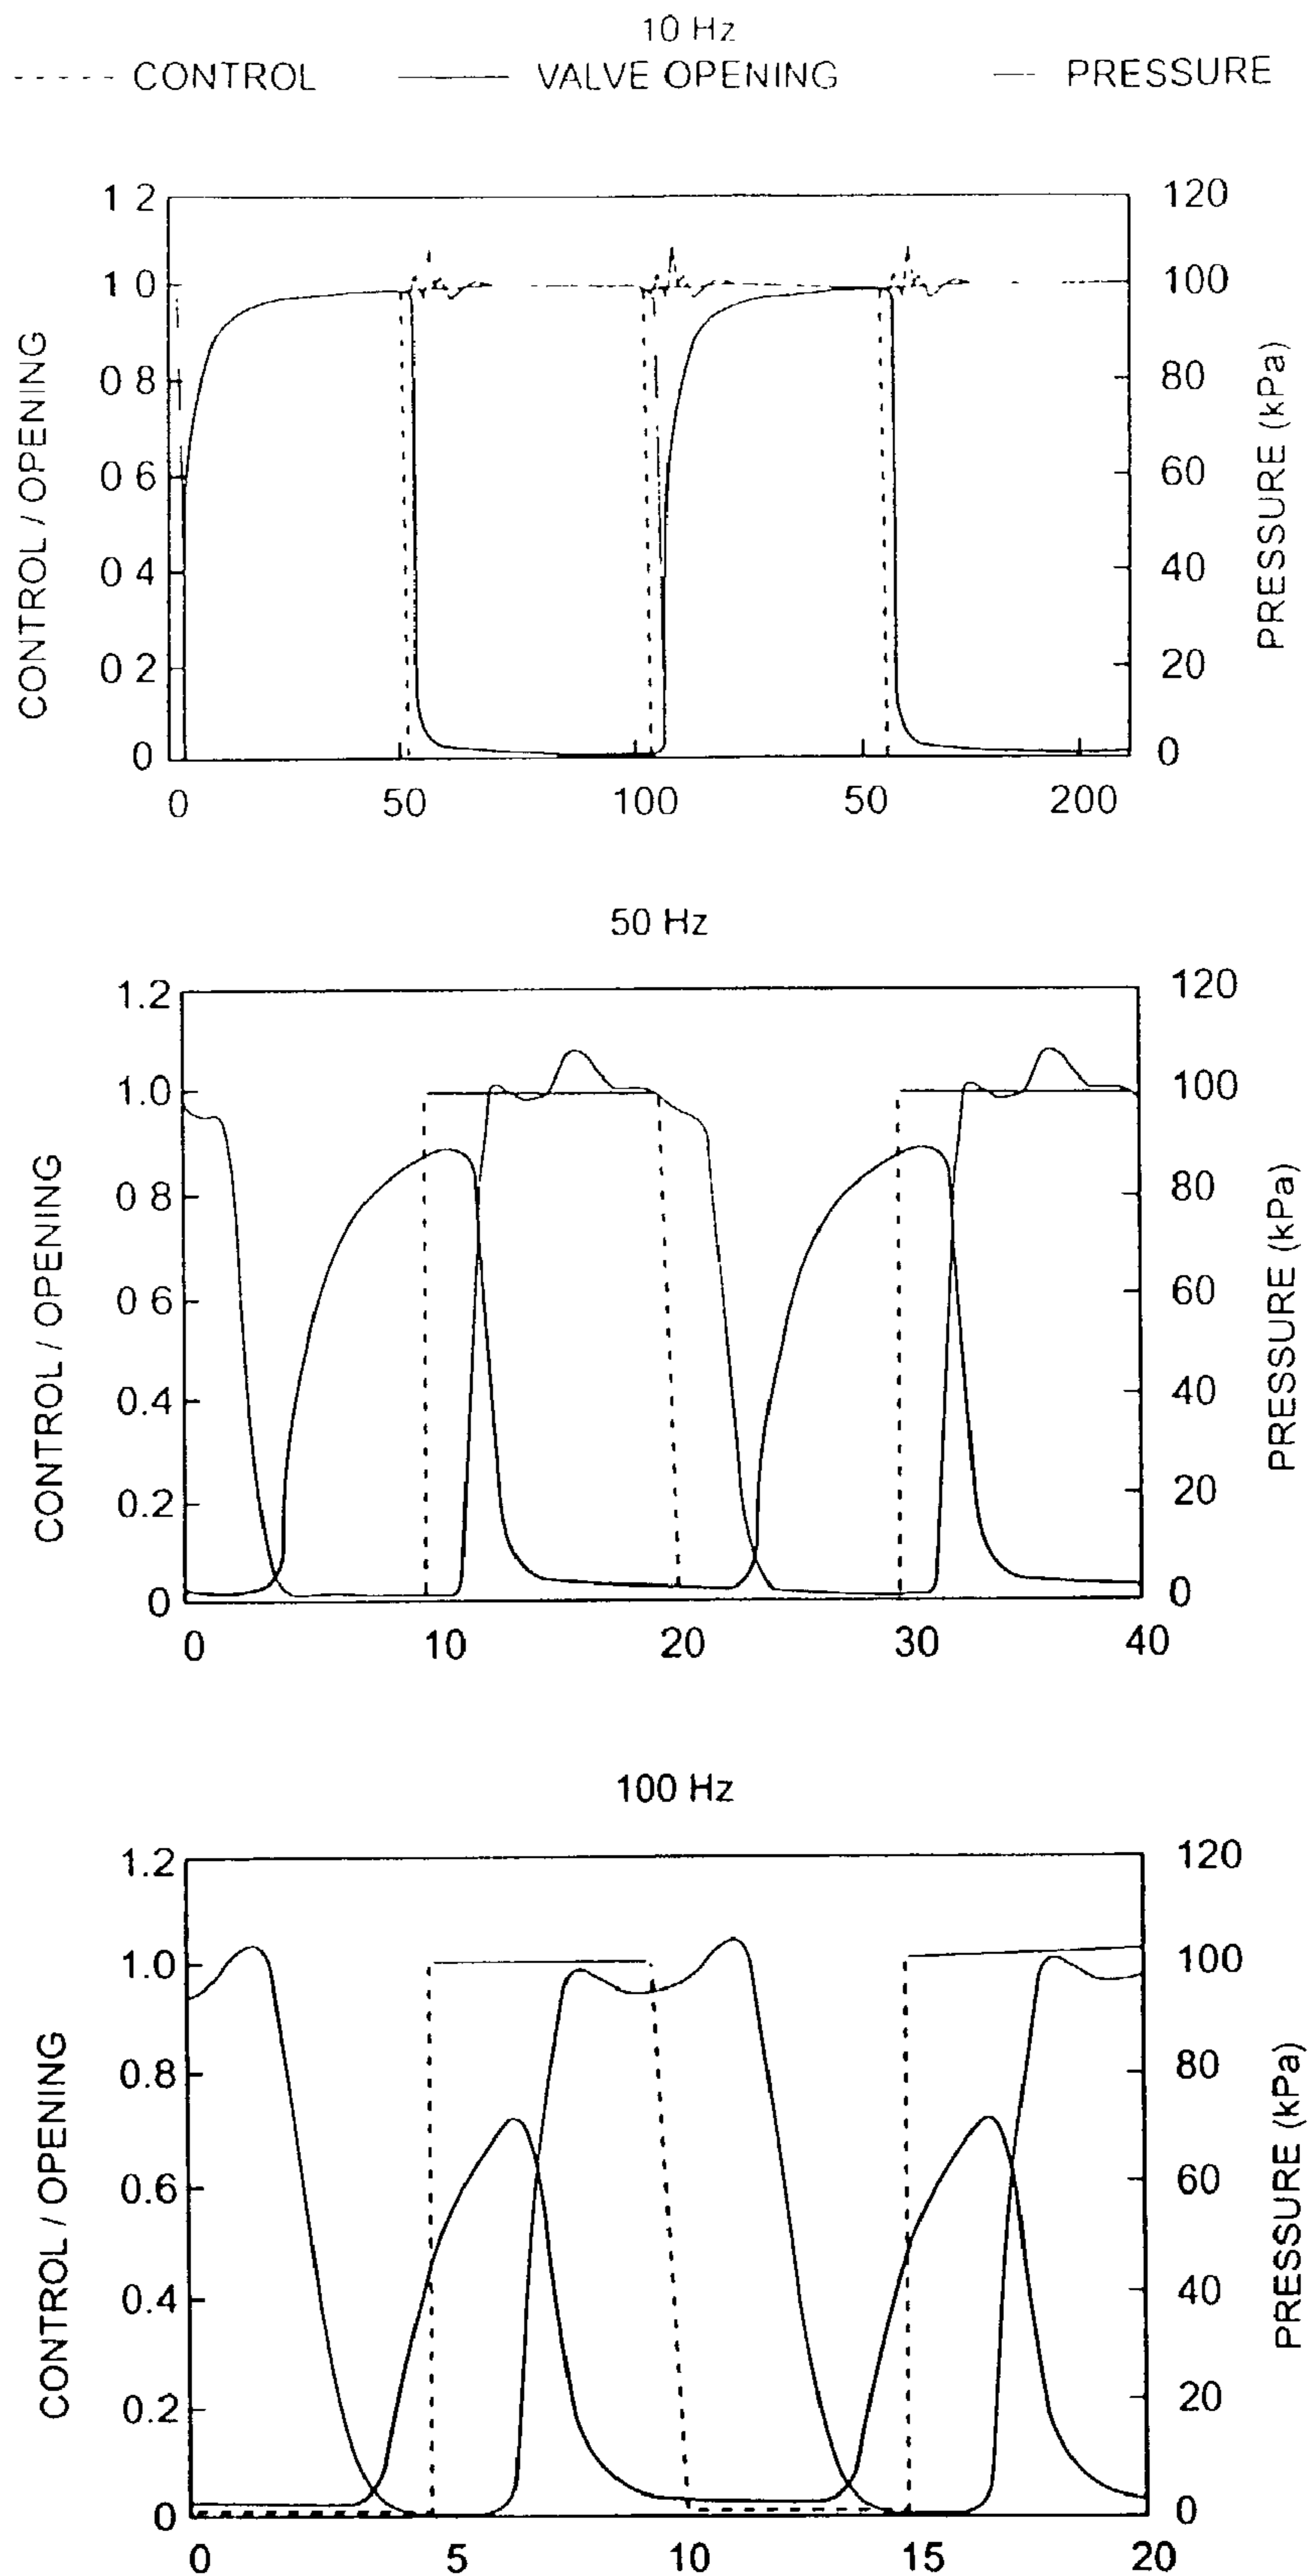 10 Hz
CONTROL VALVE OPENING PRESSURE
1 2 120
1 0 100
0 8 80
0 6 60
0 4 40
0 2 20
0 0
CONTROL / OPENING
PRESSURE (kPa)
0 50 100 50 200
50 Hz
1.2 120
1.0 100
0 8 80
0 6 60
0.4 40
0.2 20
0 0
CONTROL / OPENING
PRESSURE (kPa)
0 10 20 30 40
100 Hz
1.2 120
1.0 100
0.8 80
0.6 60
0.4 40
0.2 20
0 0
CONTROL / OPENING
PRESSURE (kPa)
0 5 10 15 20